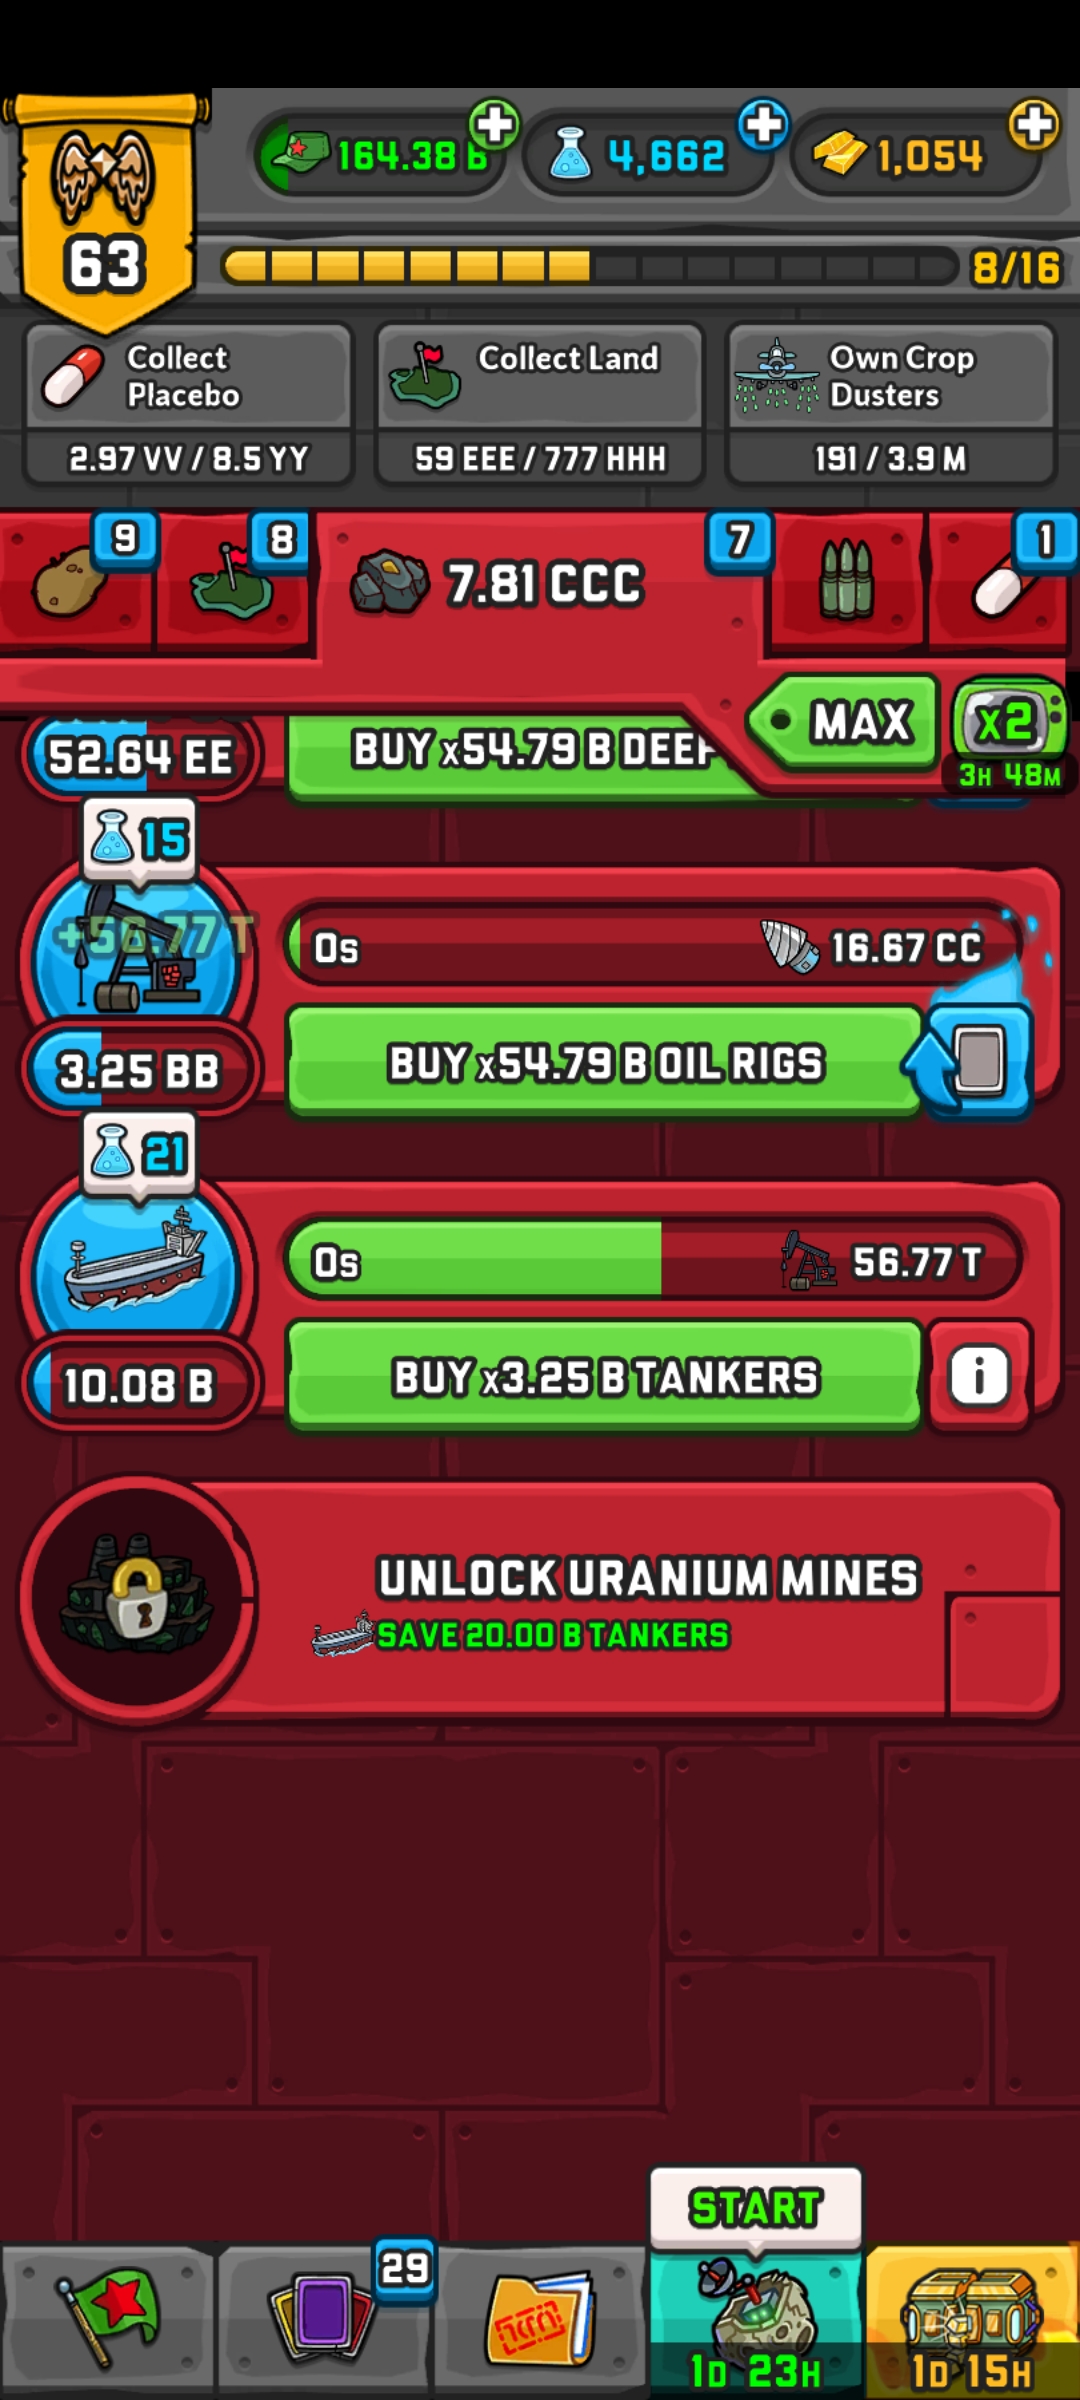 164.38 B
4,662
1,054
63
8/16
Collect Placebo
2.97 VV / 8.5 YY
Collect Land
59 EEE / 777 HHH
Own Crop Dusters
191 / 3.9 M
9
8
7.81 CCC
7
1
MAX
x2
3H 48M
52.64 EE
BUY x54.79 B DEEP
15
+56.77 T
0s
16.67 CC
3.25 BB
BUY x54.79 B OIL RIGS
21
0s
56.77 T
10.08 B
BUY x3.25 B TANKERS
i
UNLOCK URANIUM MINES
SAVE 20.00 B TANKERS
START
29
1D 23H
1D 15H